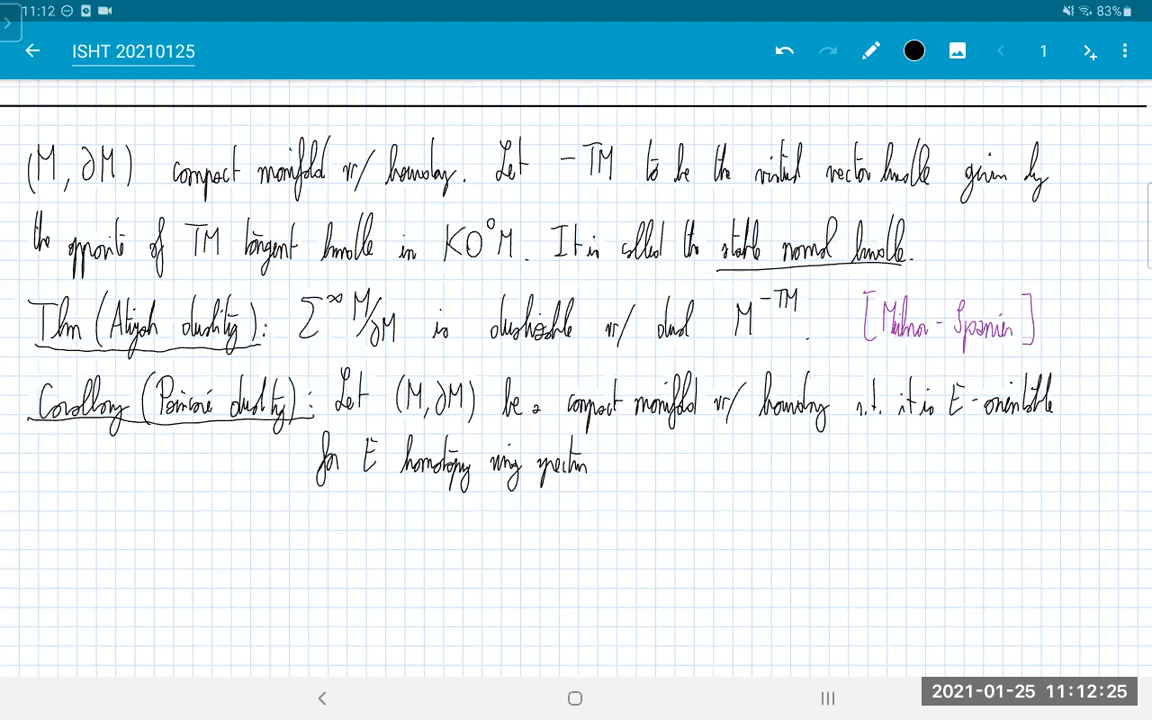 11:12
83%
ISHT 20210125
1
(M, ∂M) compact manifold w/ boundary. Let -TM to be the virtual vector bundle given by
the opposite of TM tangent bundle in KO⁰M. It is called the stable normal bundle.
Thm (Atiyah duality): Σ^∞ M/∂M is dualizable w/ dual M^{-TM}. [Milnor-Spanier]
Corollary (Poincaré duality): Let (M, ∂M) be a compact manifold w/ boundary s.t. it is E-orientable
for E homotopy ring spectrum
2021-01-25 11:12:25